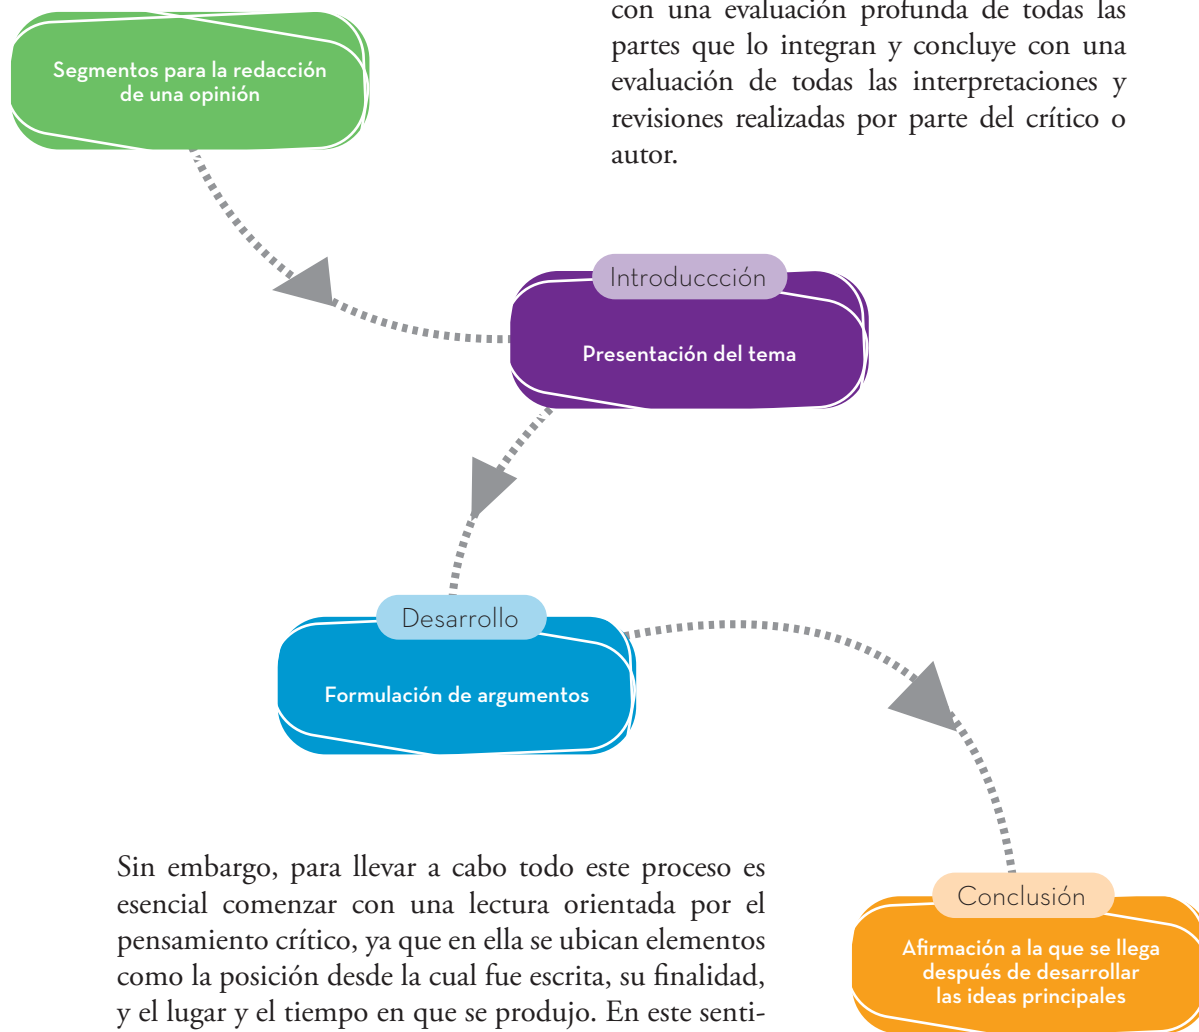 con una evaluación profunda de todas las
partes que lo integran y concluye con una
evaluación de todas las interpretaciones y
revisiones realizadas por parte del crítico o
autor.
Segmentos para la redacción
de una opinión
Introduccción
Presentación del tema
Desarrollo
Formulación de argumentos
Conclusión
Afirmación a la que se llega
después de desarrollar
las ideas principales
Sin embargo, para llevar a cabo todo este proceso es
esencial comenzar con una lectura orientada por el
pensamiento crítico, ya que en ella se ubican elementos
como la posición desde la cual fue escrita, su finalidad,
y el lugar y el tiempo en que se produjo. En este senti-